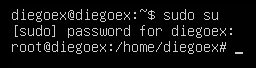 diegoex@diegoex:~$ sudo su
[sudo] password for diegoex:
root@diegoex:/home/diegoex# _